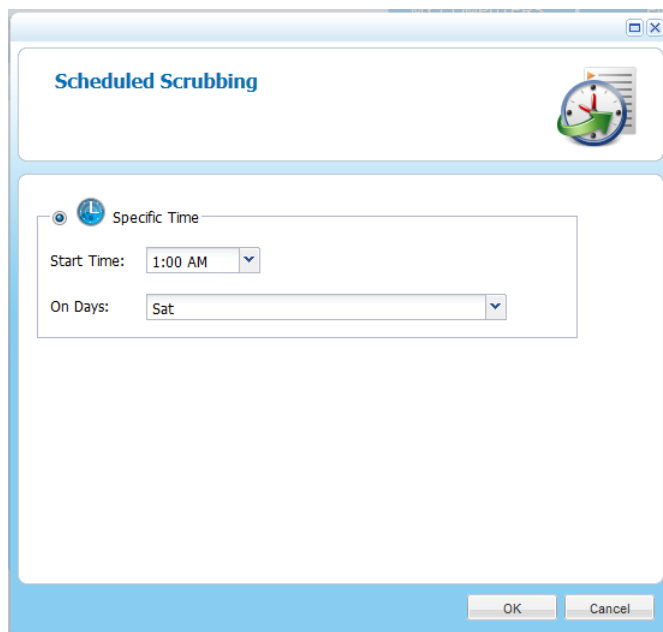 Scheduled Scrubbing
Specific Time
Start Time: 1:00 AM
On Days: Sat
OK Cancel